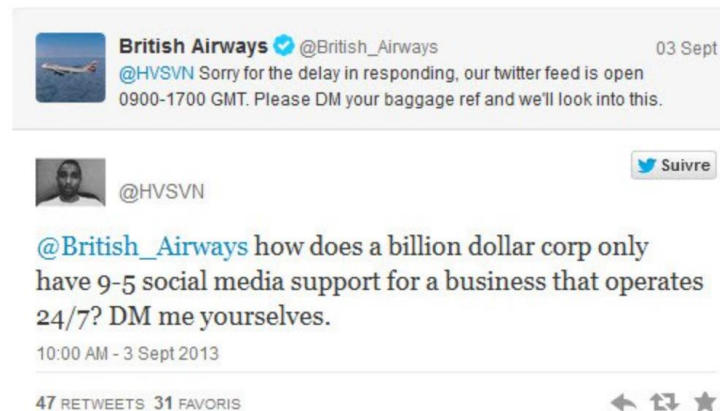 British Airways @British_Airways 03 Sept
@HVSVN Sorry for the delay in responding, our twitter feed is open
0900-1700 GMT. Please DM your baggage ref and we'll look into this.
Suivre
@HVSVN
@British_Airways how does a billion dollar corp only
have 9-5 social media support for a business that operates
24/7? DM me yourselves.
10:00 AM - 3 Sept 2013
47 RETWEETS 31 FAVORIS